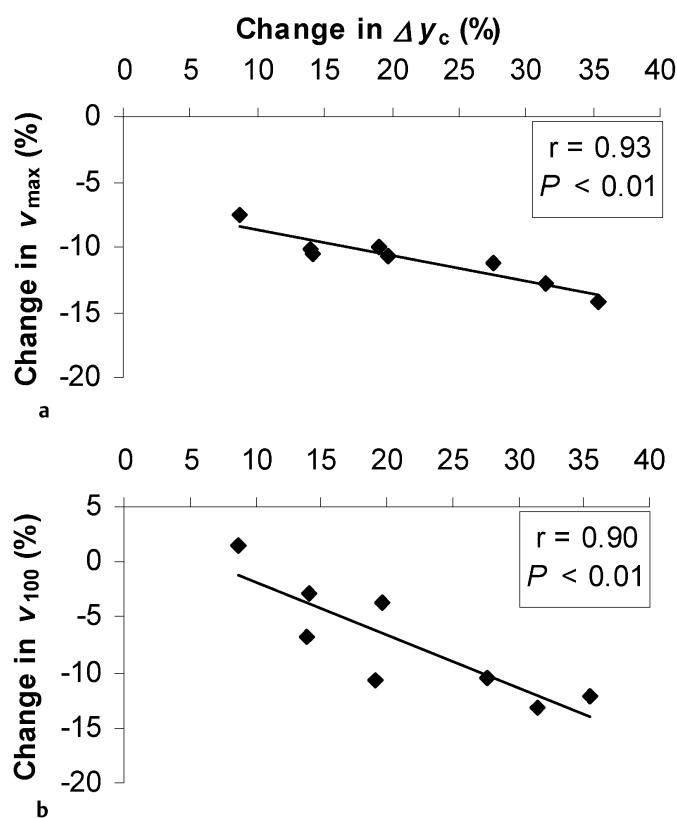 Change in Δ yc (%)
0 5 10 15 20 25 30 35 40
Change in vmax (%)
0
-5
-10
-15
-20
r = 0.93
P < 0.01
a
0 5 10 15 20 25 30 35 40
Change in v100 (%)
5
0
-5
-10
-15
-20
r = 0.90
P < 0.01
b